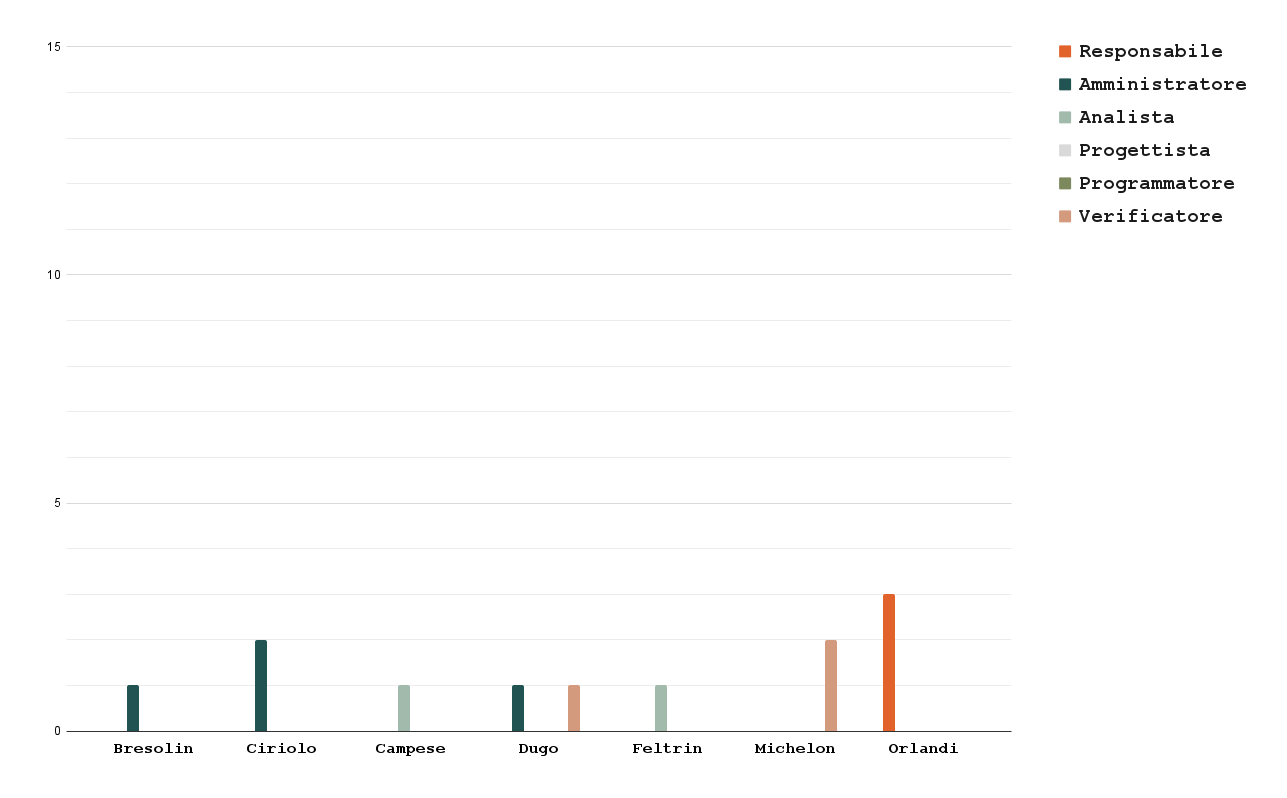 15
10
5
0
Bresolin Ciriolo Campese Dugo Feltrin Michelon Orlandi
Responsabile
Amministratore
Analista
Progettista
Programmatore
Verificatore